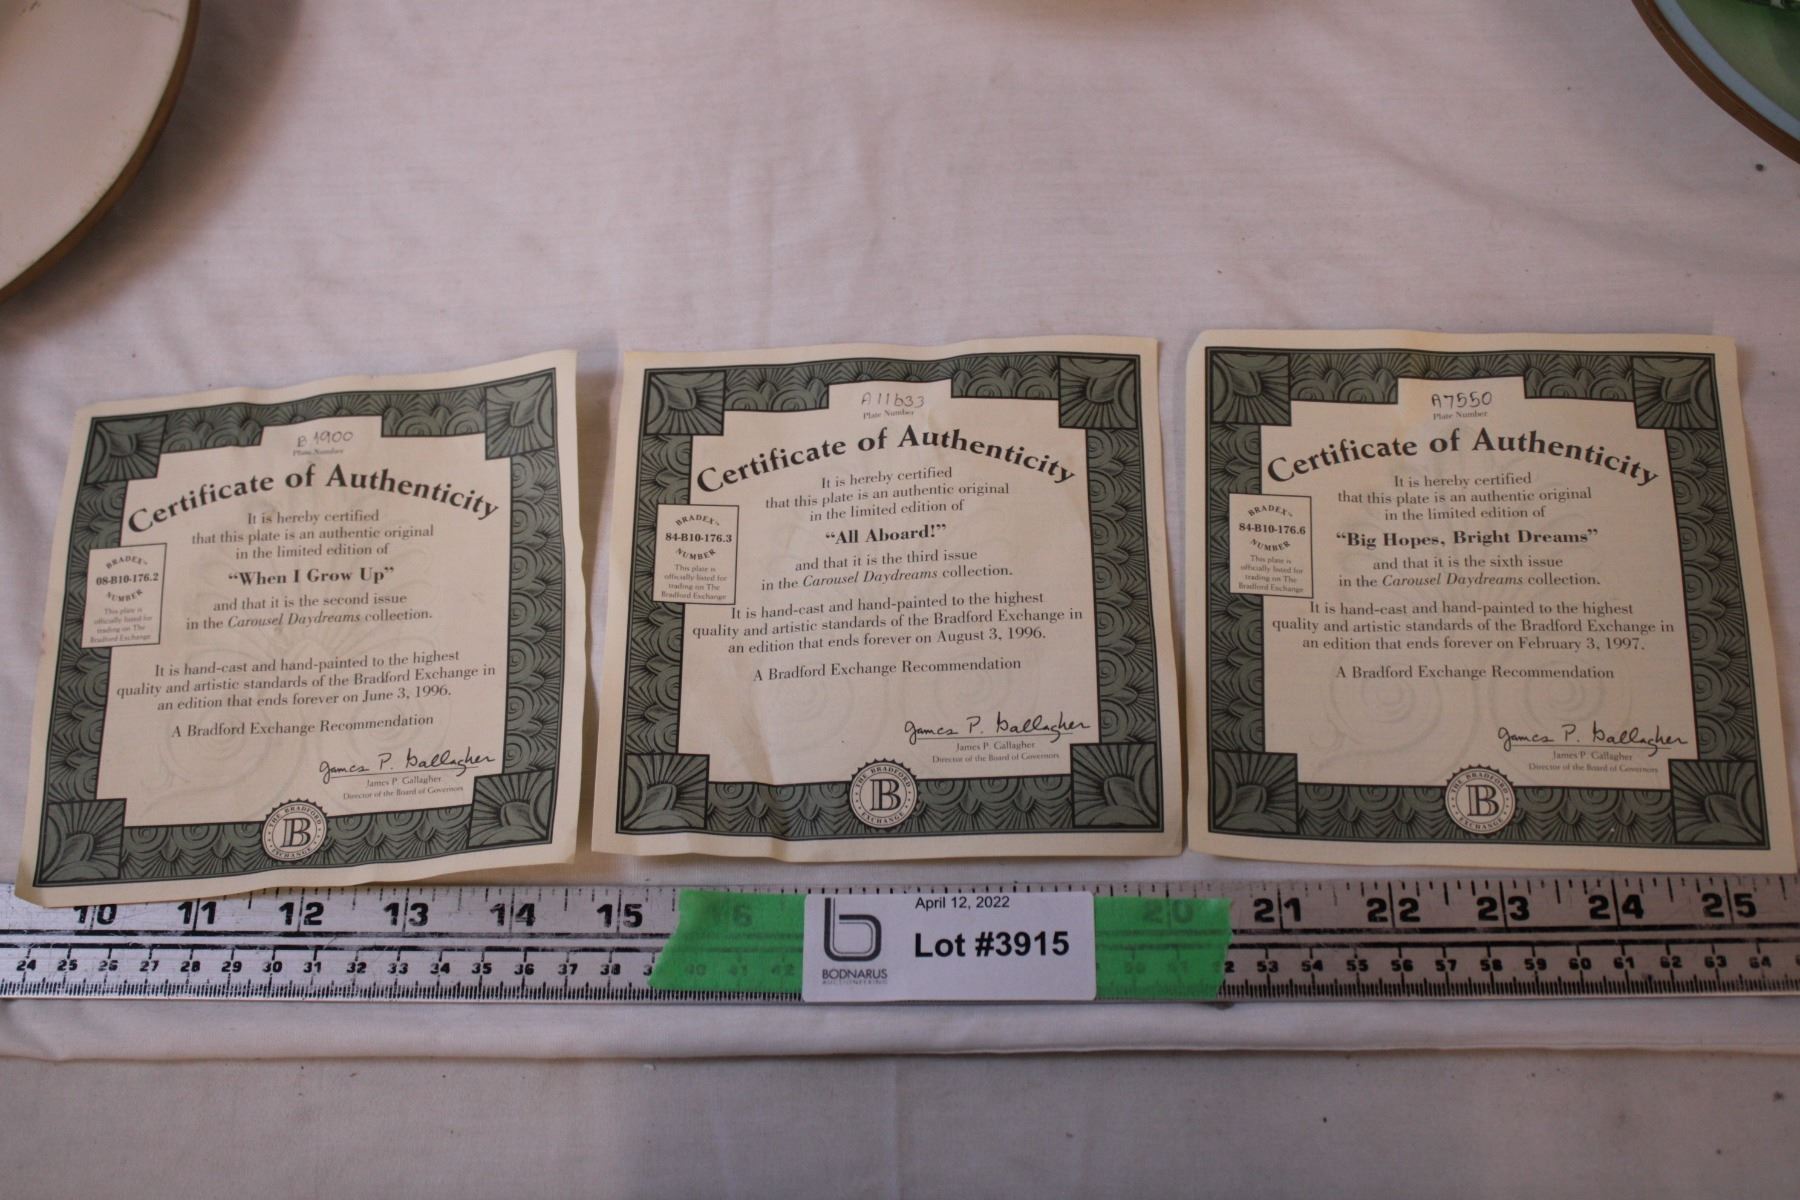 B 1900
Plate Number
Certificate of Authenticity
It is hereby certified
that this plate is an authentic original
in the limited edition of
“When I Grow Up”
and that it is the second issue
in the Carousel Daydreams collection.
BRADEX™
08-B10-176.2
NUMBER
This plate is
officially listed for
trading on The
Bradford Exchange
It is hand-cast and hand-painted to the highest
quality and artistic standards of the Bradford Exchange in
an edition that ends forever on June 3, 1996.
A Bradford Exchange Recommendation
James P. Gallagher
James P. Gallagher
Director of the Board of Governors
THE BRADFORD
B
EXCHANGE
A11633
Plate Number
Certificate of Authenticity
It is hereby certified
that this plate is an authentic original
in the limited edition of
“All Aboard!”
and that it is the third issue
in the Carousel Daydreams collection.
BRADEX™
84-B10-176.3
NUMBER
This plate is
officially listed for
trading on The
Bradford Exchange
It is hand-cast and hand-painted to the highest
quality and artistic standards of the Bradford Exchange in
an edition that ends forever on August 3, 1996.
A Bradford Exchange Recommendation
James P. Gallagher
James P. Gallagher
Director of the Board of Governors
THE BRADFORD
B
EXCHANGE
A7550
Plate Number
Certificate of Authenticity
It is hereby certified
that this plate is an authentic original
in the limited edition of
“Big Hopes, Bright Dreams”
and that it is the sixth issue
in the Carousel Daydreams collection.
BRADEX™
84-B10-176.6
NUMBER
This plate is
officially listed for
trading on The
Bradford Exchange
It is hand-cast and hand-painted to the highest
quality and artistic standards of the Bradford Exchange in
an edition that ends forever on February 3, 1997.
A Bradford Exchange Recommendation
James P. Gallagher
James P. Gallagher
Director of the Board of Governors
THE BRADFORD
B
EXCHANGE
10 11 12 13 14 15 16 20 21 22 23 24 25
24 25 26 27 28 29 30 31 32 33 34 35 36 37 38 40 41 42 50 51 52 53 54 55 56 57 58 59 60 61 62 63 64
April 12, 2022
Lot #3915
BODNARUS
AUCTIONEERING